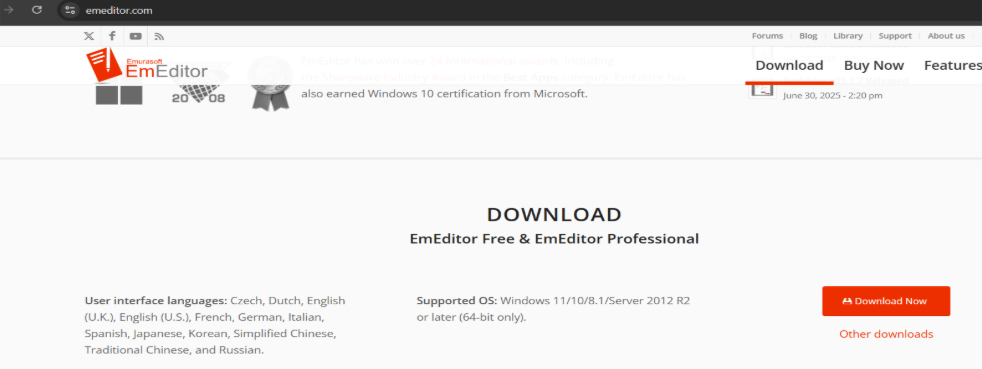 emeditor.com
Forums Blog Library Support About us
Emurasoft
EmEditor
Download Buy Now Features
EmEditor has won over 24 international awards, including
the Shareware Industry Award in the Best Apps category. EmEditor has
2008
also earned Windows 10 certification from Microsoft.
June 30, 2025 - 2:20 pm
DOWNLOAD
EmEditor Free & EmEditor Professional
User interface languages: Czech, Dutch, English
(U.K.), English (U.S.), French, German, Italian,
Spanish, Japanese, Korean, Simplified Chinese,
Traditional Chinese, and Russian.
Supported OS: Windows 11/10/8.1/Server 2012 R2
or later (64-bit only).
Download Now
Other downloads